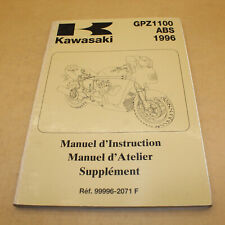 GPZ1100
Kawasaki ABS
1996
Manuel d'Instruction
Manuel d'Atelier
Supplément
Réf. 99996-2071 F